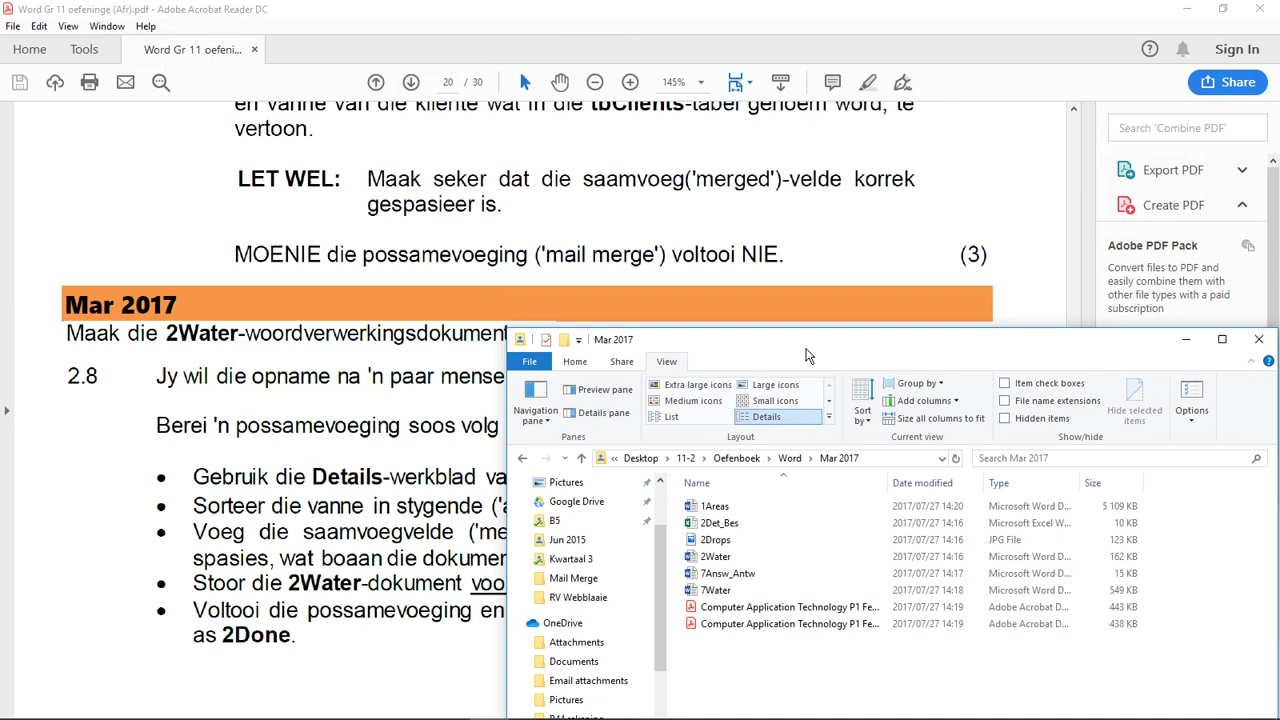 Word Gr 11 oefeninge (Afr).pdf - Adobe Acrobat Reader DC
File Edit View Window Help
Home Tools Word Gr 11 oefeni... × Sign In
20 / 30 145% Share
en vanne van die kliënte wat in die tbClients-tabel genoem word, te
vertoon.
LET WEL: Maak seker dat die saamvoeg('merged')-velde korrek
gespasieer is.
MOENIE die possamevoeging ('mail merge') voltooi NIE. (3)
Mar 2017
Maak die 2Water-woordverwerkingsdokument
2.8 Jy wil die opname na 'n paar mense
Berei 'n possamevoeging soos volg
• Gebruik die Details-werkblad va
• Sorteer die vanne in stygende ('a
• Voeg die saamvoegvelde ('me
spasies, wat boaan die dokumen
• Stoor die 2Water-dokument voo
• Voltooi die possamevoeging en
as 2Done.
Search 'Combine PDF'
Export PDF
Create PDF
Adobe PDF Pack
Convert files to PDF and
easily combine them with
other file types with a paid
subscription
Mar 2017
File Home Share View
Navigation pane
Preview pane
Details pane
Panes
Extra large icons Large icons
Medium icons Small icons
List Details
Layout
Sort by
Group by
Add columns
Size all columns to fit
Current view
Item check boxes
File name extensions
Hidden items
Hide selected items
Show/hide
Options
« Desktop › 11-2 › Oefenboek › Word › Mar 2017
Search Mar 2017
Pictures
Google Drive
B5
Jun 2015
Kwartaal 3
Mail Merge
RV Webblaaie
OneDrive
Attachments
Documents
Email attachments
Pictures
Name Date modified Type Size
1Areas 2017/07/27 14:20 Microsoft Word D... 5 109 KB
2Det_Bes 2017/07/27 14:16 Microsoft Excel W... 10 KB
2Drops 2017/07/27 14:16 JPG File 123 KB
2Water 2017/07/27 14:16 Microsoft Word D... 162 KB
7Answ_Antw 2017/07/27 14:17 Microsoft Word D... 15 KB
7Water 2017/07/27 14:18 Microsoft Word D... 549 KB
Computer Application Technology P1 Fe... 2017/07/27 14:19 Adobe Acrobat D... 443 KB
Computer Application Technology P1 Fe... 2017/07/27 14:19 Adobe Acrobat D... 438 KB